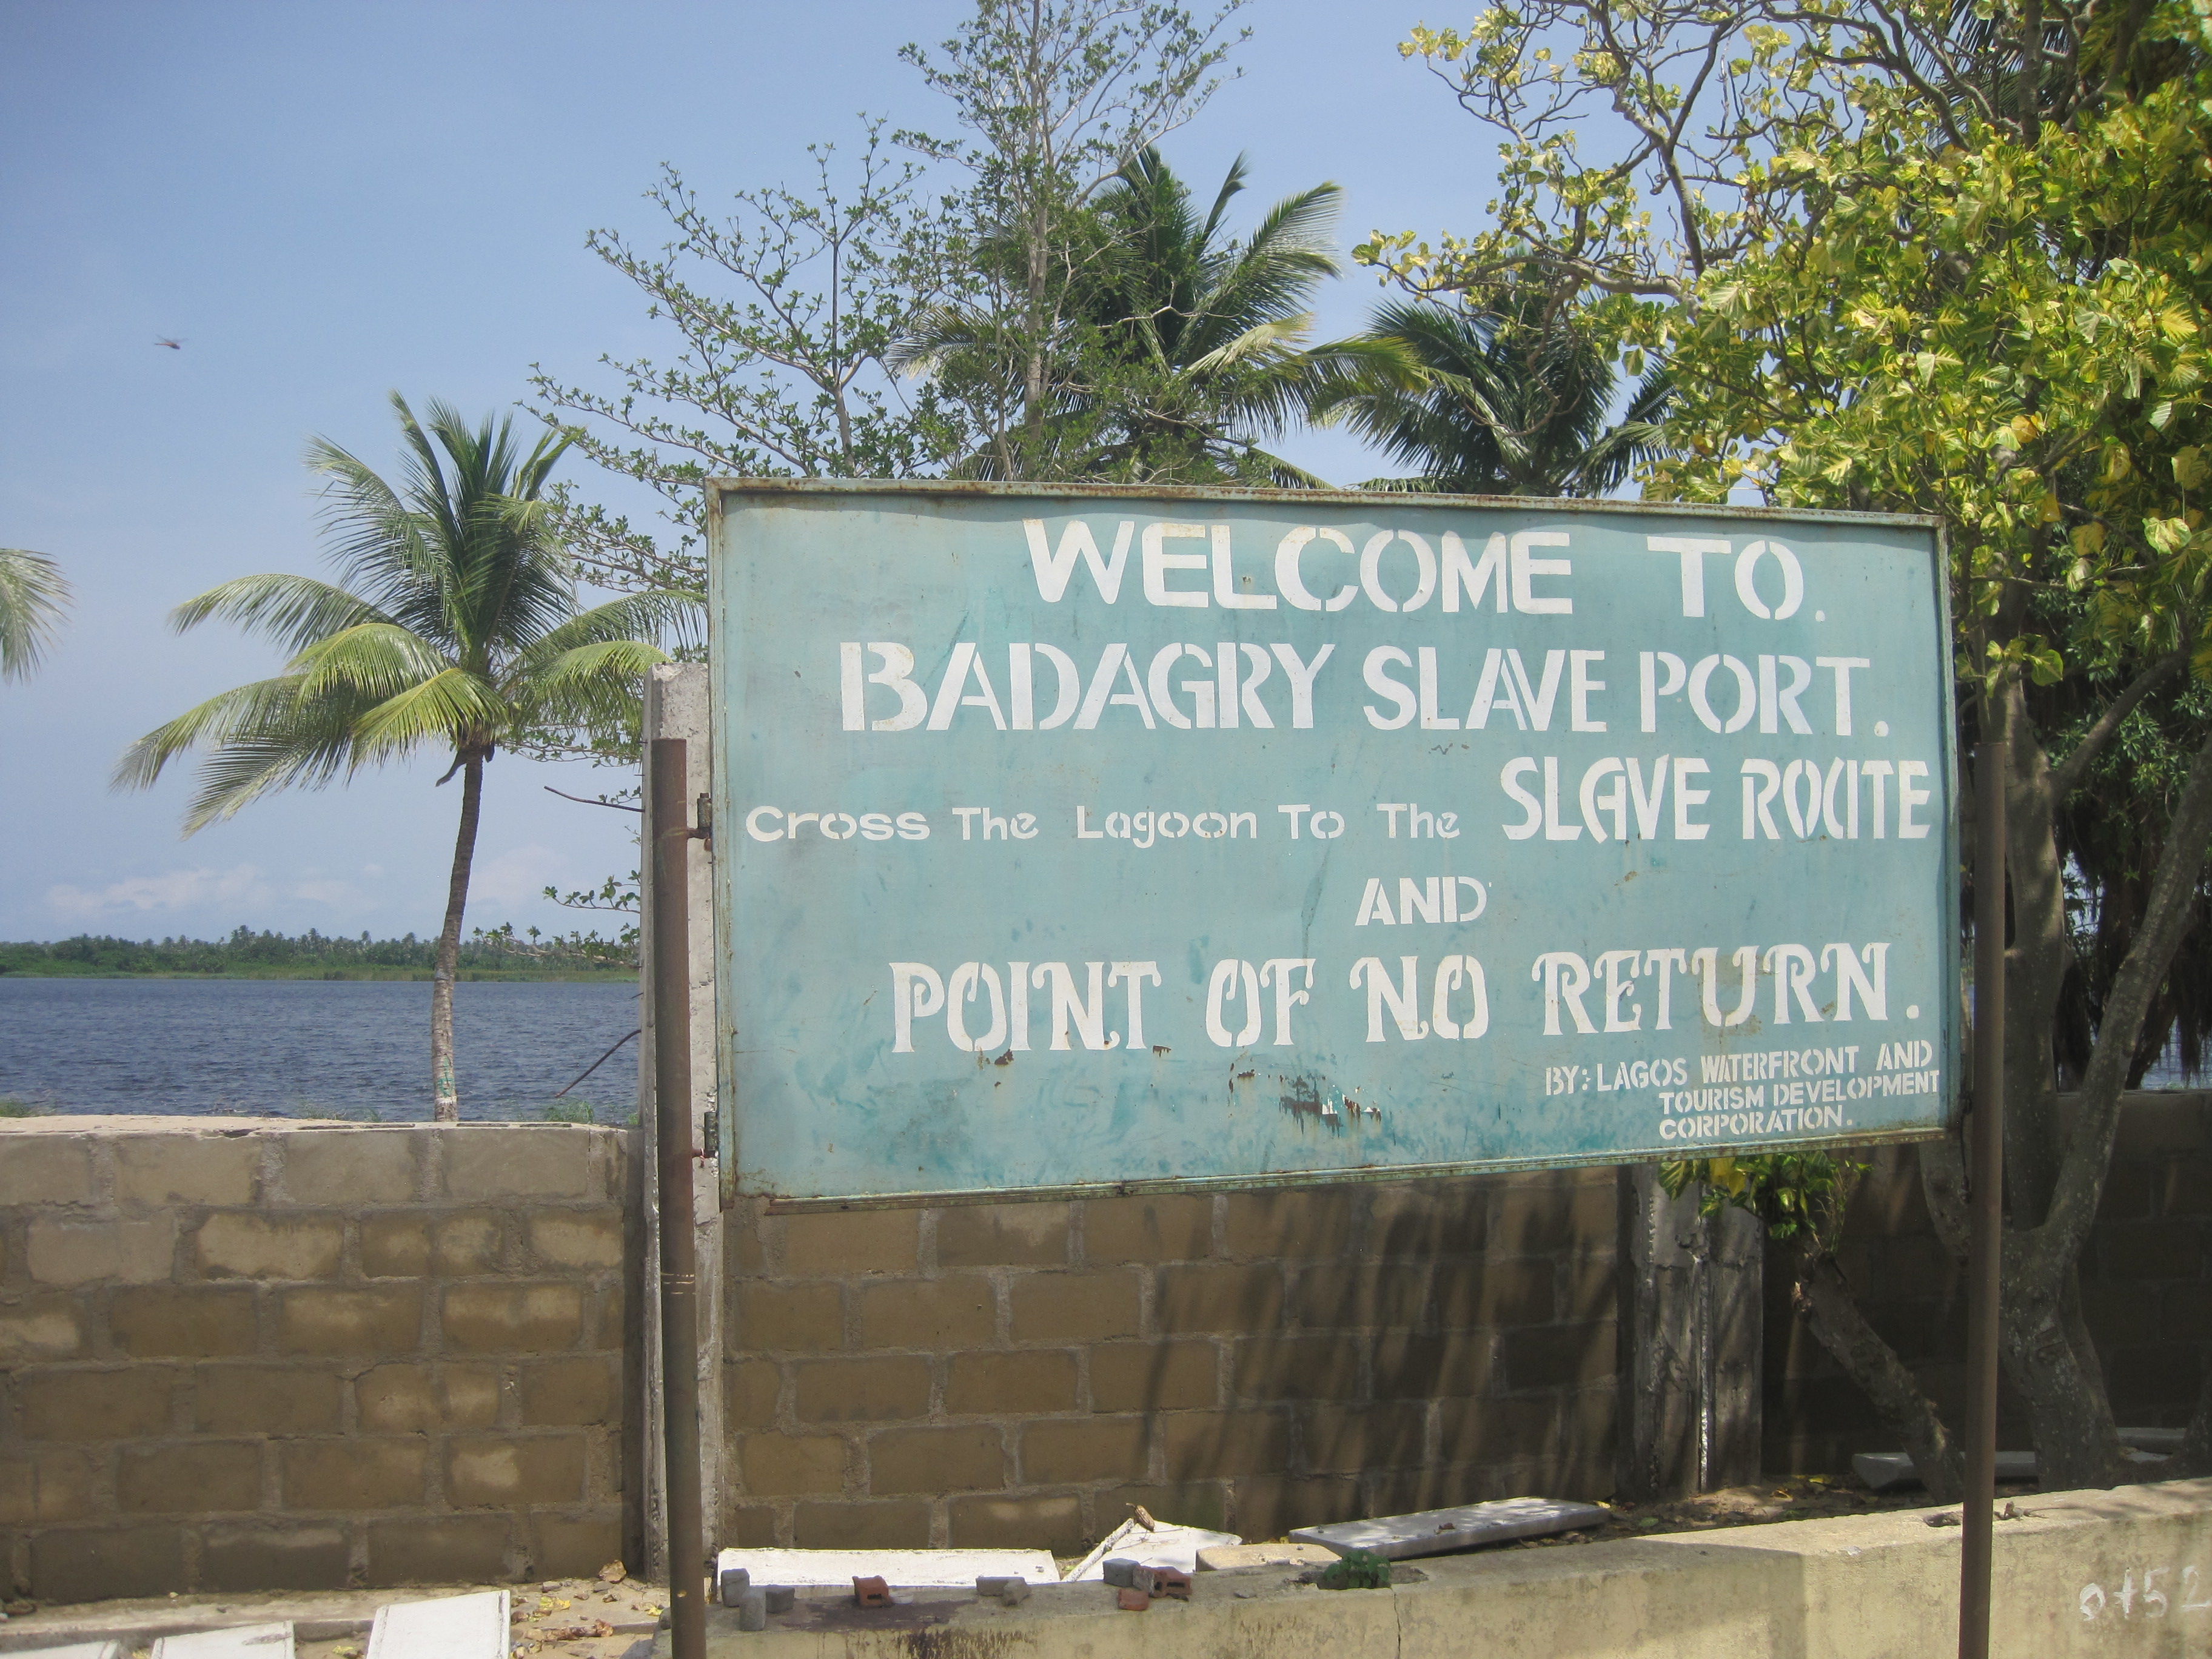 WELCOME TO.
BADAGRY SLAVE PORT.
Cross The Lagoon To The SLAVE ROUTE
AND
POINT OF NO RETURN.
BY: LAGOS WATERFRONT AND
TOURISM DEVELOPMENT
CORPORATION.